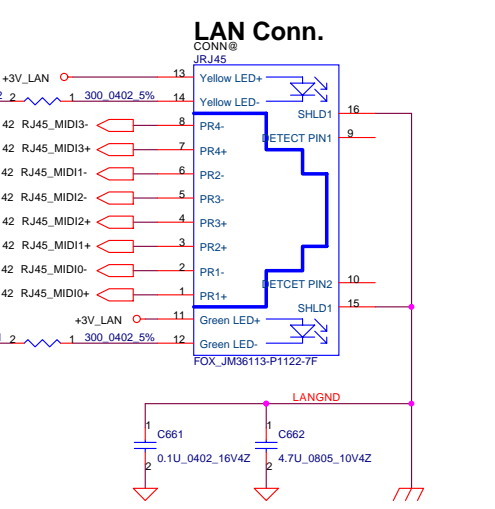 LAN Conn.
CONN@
JRJ45
+3V_LAN 13 Yellow LED+
2 2 1 300_0402_5% 14 Yellow LED-
SHLD1 16
42 RJ45_MIDI3- 8 PR4-
DETECT PIN1 9
42 RJ45_MIDI3+ 7 PR4+
42 RJ45_MIDI1- 6 PR2-
42 RJ45_MIDI2- 5 PR3-
42 RJ45_MIDI2+ 4 PR3+
42 RJ45_MIDI1+ 3 PR2+
42 RJ45_MIDI0- 2 PR1-
DETCET PIN2 10
42 RJ45_MIDI0+ 1 PR1+
SHLD1 15
+3V_LAN 11 Green LED+
1 2 1 300_0402_5% 12 Green LED-
FOX_JM36113-P1122-7F
LANGND
1 1
C661 C662
0.1U_0402_16V4Z 4.7U_0805_10V4Z
2 2